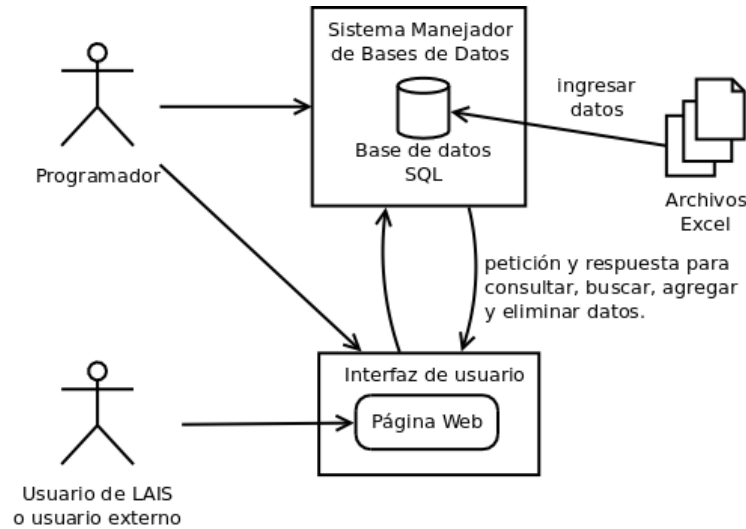 Sistema Manejador
de Bases de Datos
ingresar
datos
Base de datos
SQL
Programador
Archivos
Excel
petición y respuesta para
consultar, buscar, agregar
y eliminar datos.
Interfaz de usuario
Página Web
Usuario de LAIS
o usuario externo